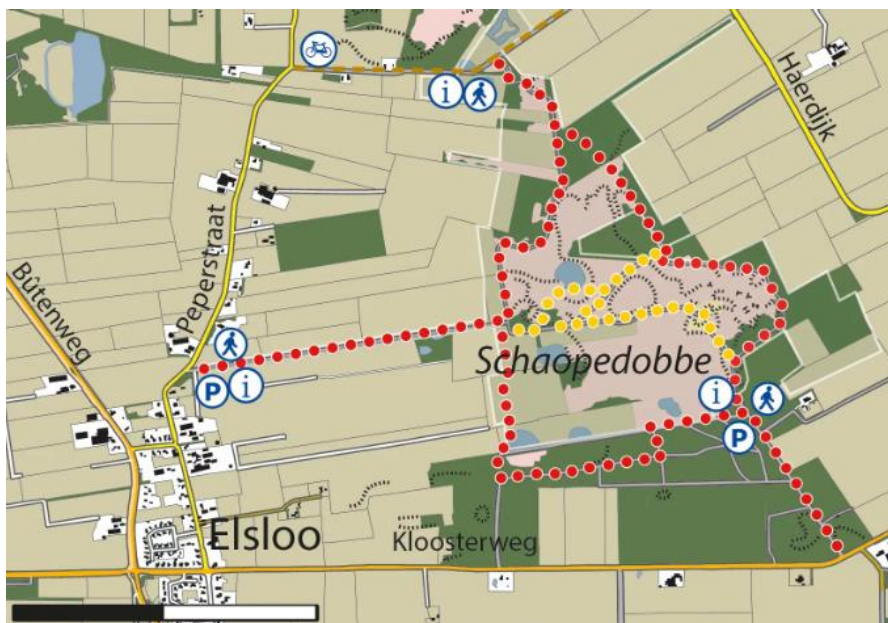 i
Haerdijk
Peperstraat
Bûtenweg
Schaopedobbe
P i
i
P
Elsloo
Kloosterweg